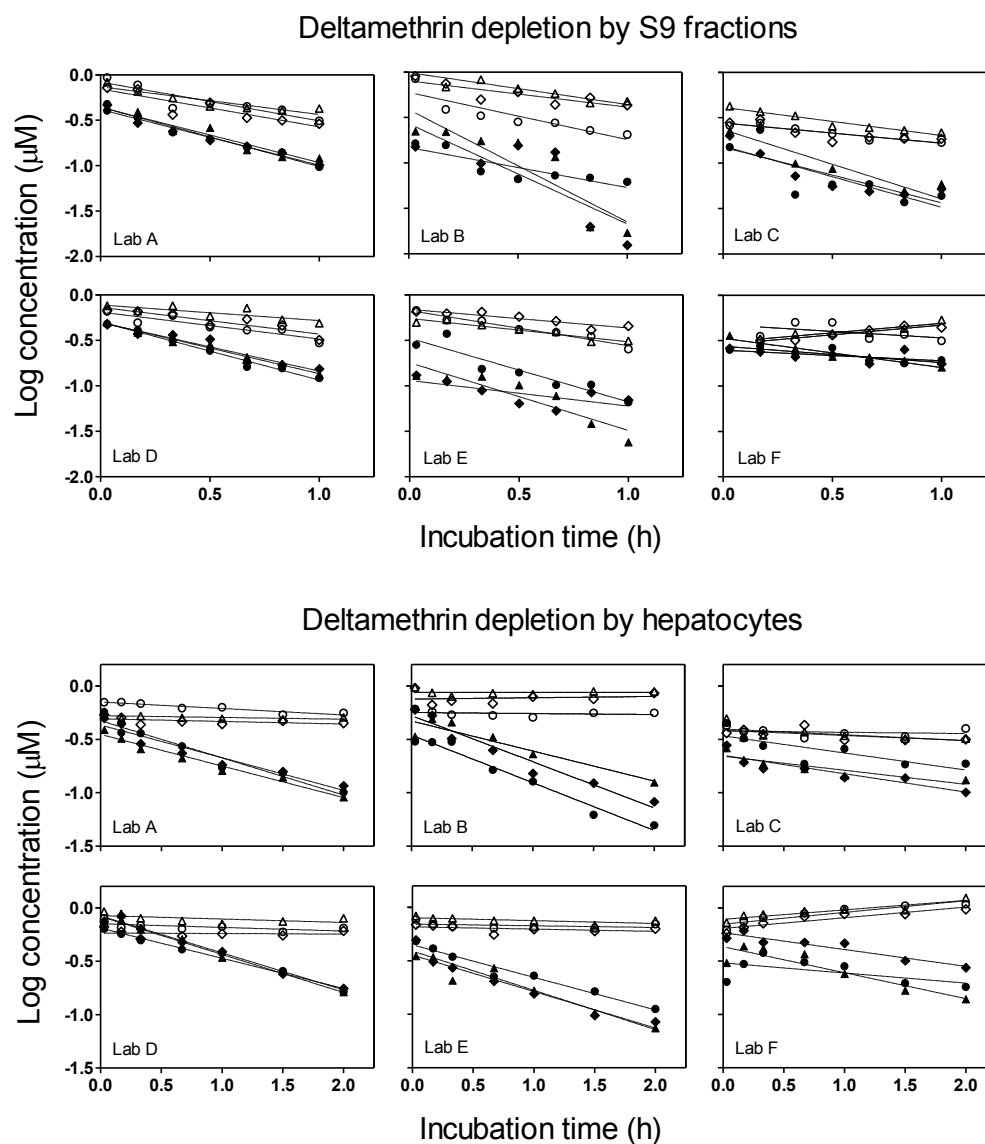 Deltamethrin depletion by S9 fractions
Log concentration (µM)
0.0
-0.5
-1.0
-1.5
-2.0
Lab A
Lab B
Lab C
0.0
-0.5
-1.0
-1.5
-2.0
Lab D
Lab E
Lab F
0.0 0.5 1.0 0.0 0.5 1.0 0.0 0.5 1.0
Incubation time (h)
Deltamethrin depletion by hepatocytes
Log concentration (µM)
0.0
-0.5
-1.0
-1.5
Lab A
Lab B
Lab C
0.0
-0.5
-1.0
-1.5
Lab D
Lab E
Lab F
0.0 0.5 1.0 1.5 2.0 0.0 0.5 1.0 1.5 2.0 0.0 0.5 1.0 1.5 2.0
Incubation time (h)